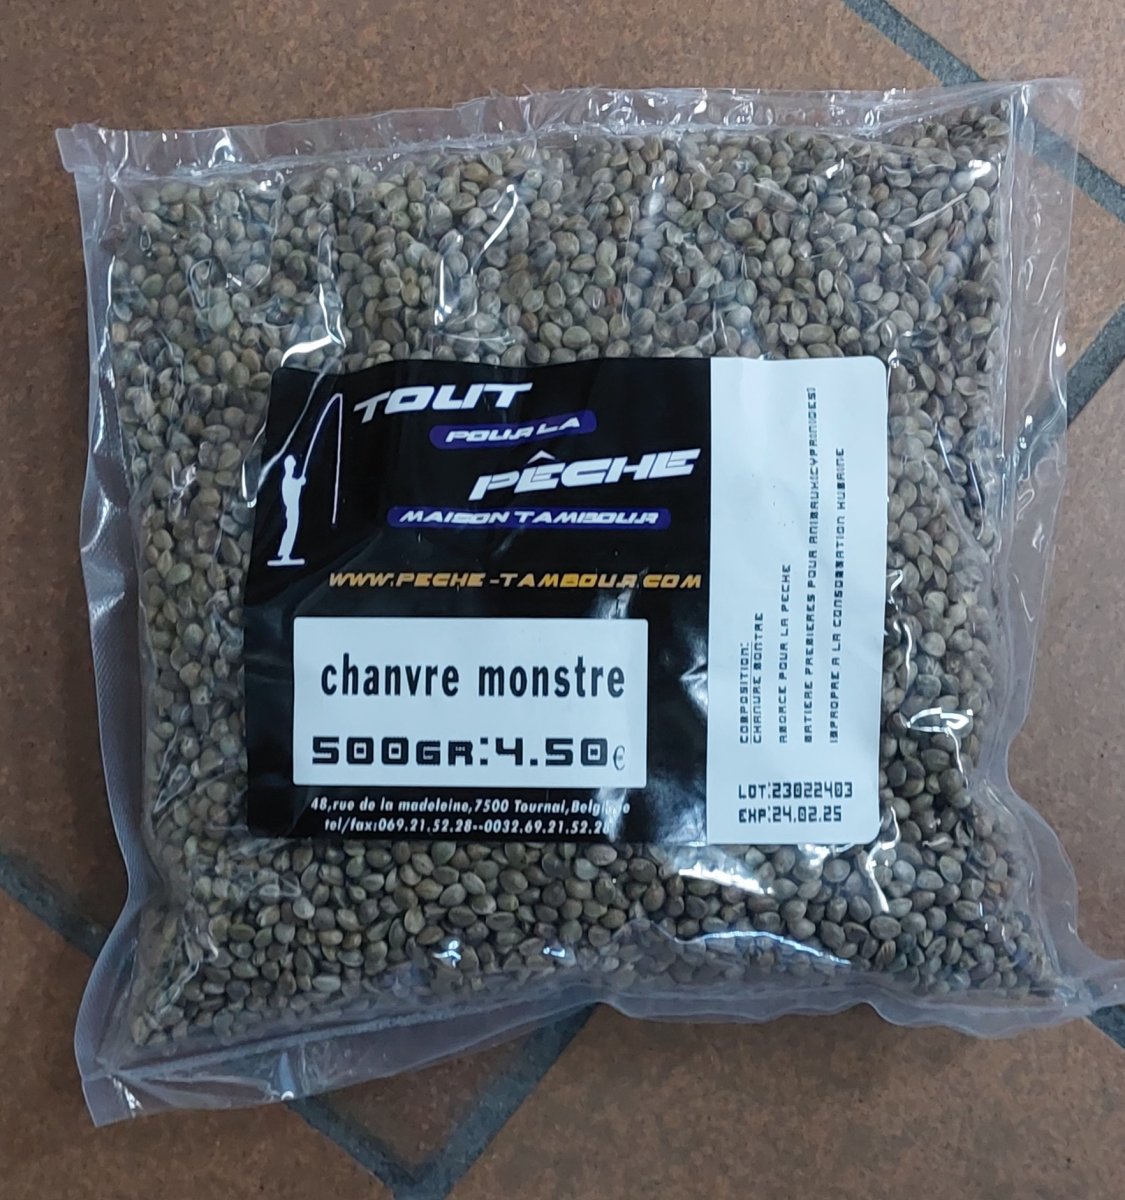 TOUT
POUR LA
PÊCHE
MAISON TAMBOUR
WWW.PECHE-TAMBOUR.COM
chanvre monstre
500GR:4.50€
48,rue de la madeleine,7500 Tournai,Belgique
tel/fax:069.21.52.28--0032.69.21.52.28
COMPOSITION:
CHANVRE MONTRE
AMORCE POUR LA PECHE
MATIERE PREMIERES POUR ANIMAUX(CYPRINIDES)
IMPROPRE A LA CONSOMMATION HUMAINE
LOT:23022403
EXP:24.02.25